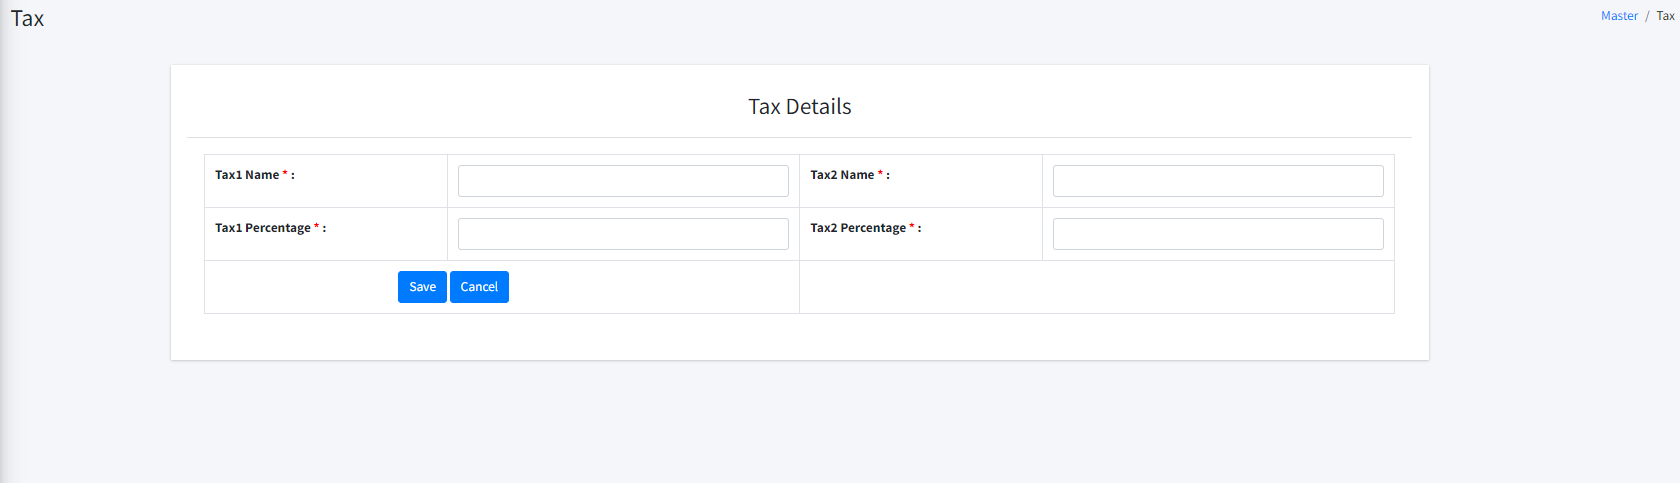 Tax
Master / Tax
Tax Details
Tax1 Name * :
Tax2 Name * :
Tax1 Percentage * :
Tax2 Percentage * :
Save Cancel